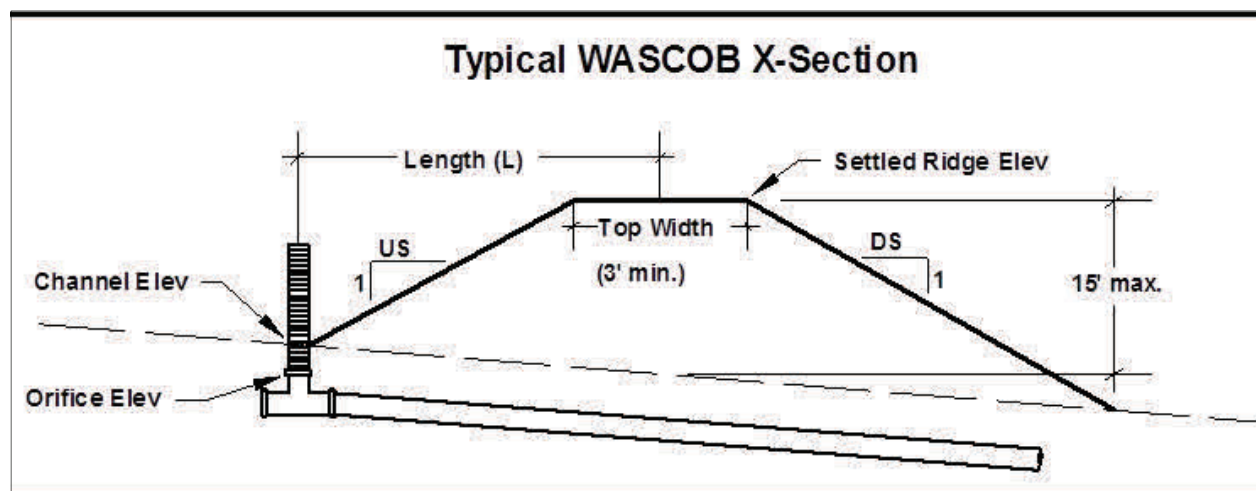 Typical WASCOB X-Section
Length (L)
Settled Ridge Elev
Top Width
(3' min.)
US
1
DS
1
15' max.
Channel Elev
Orifice Elev